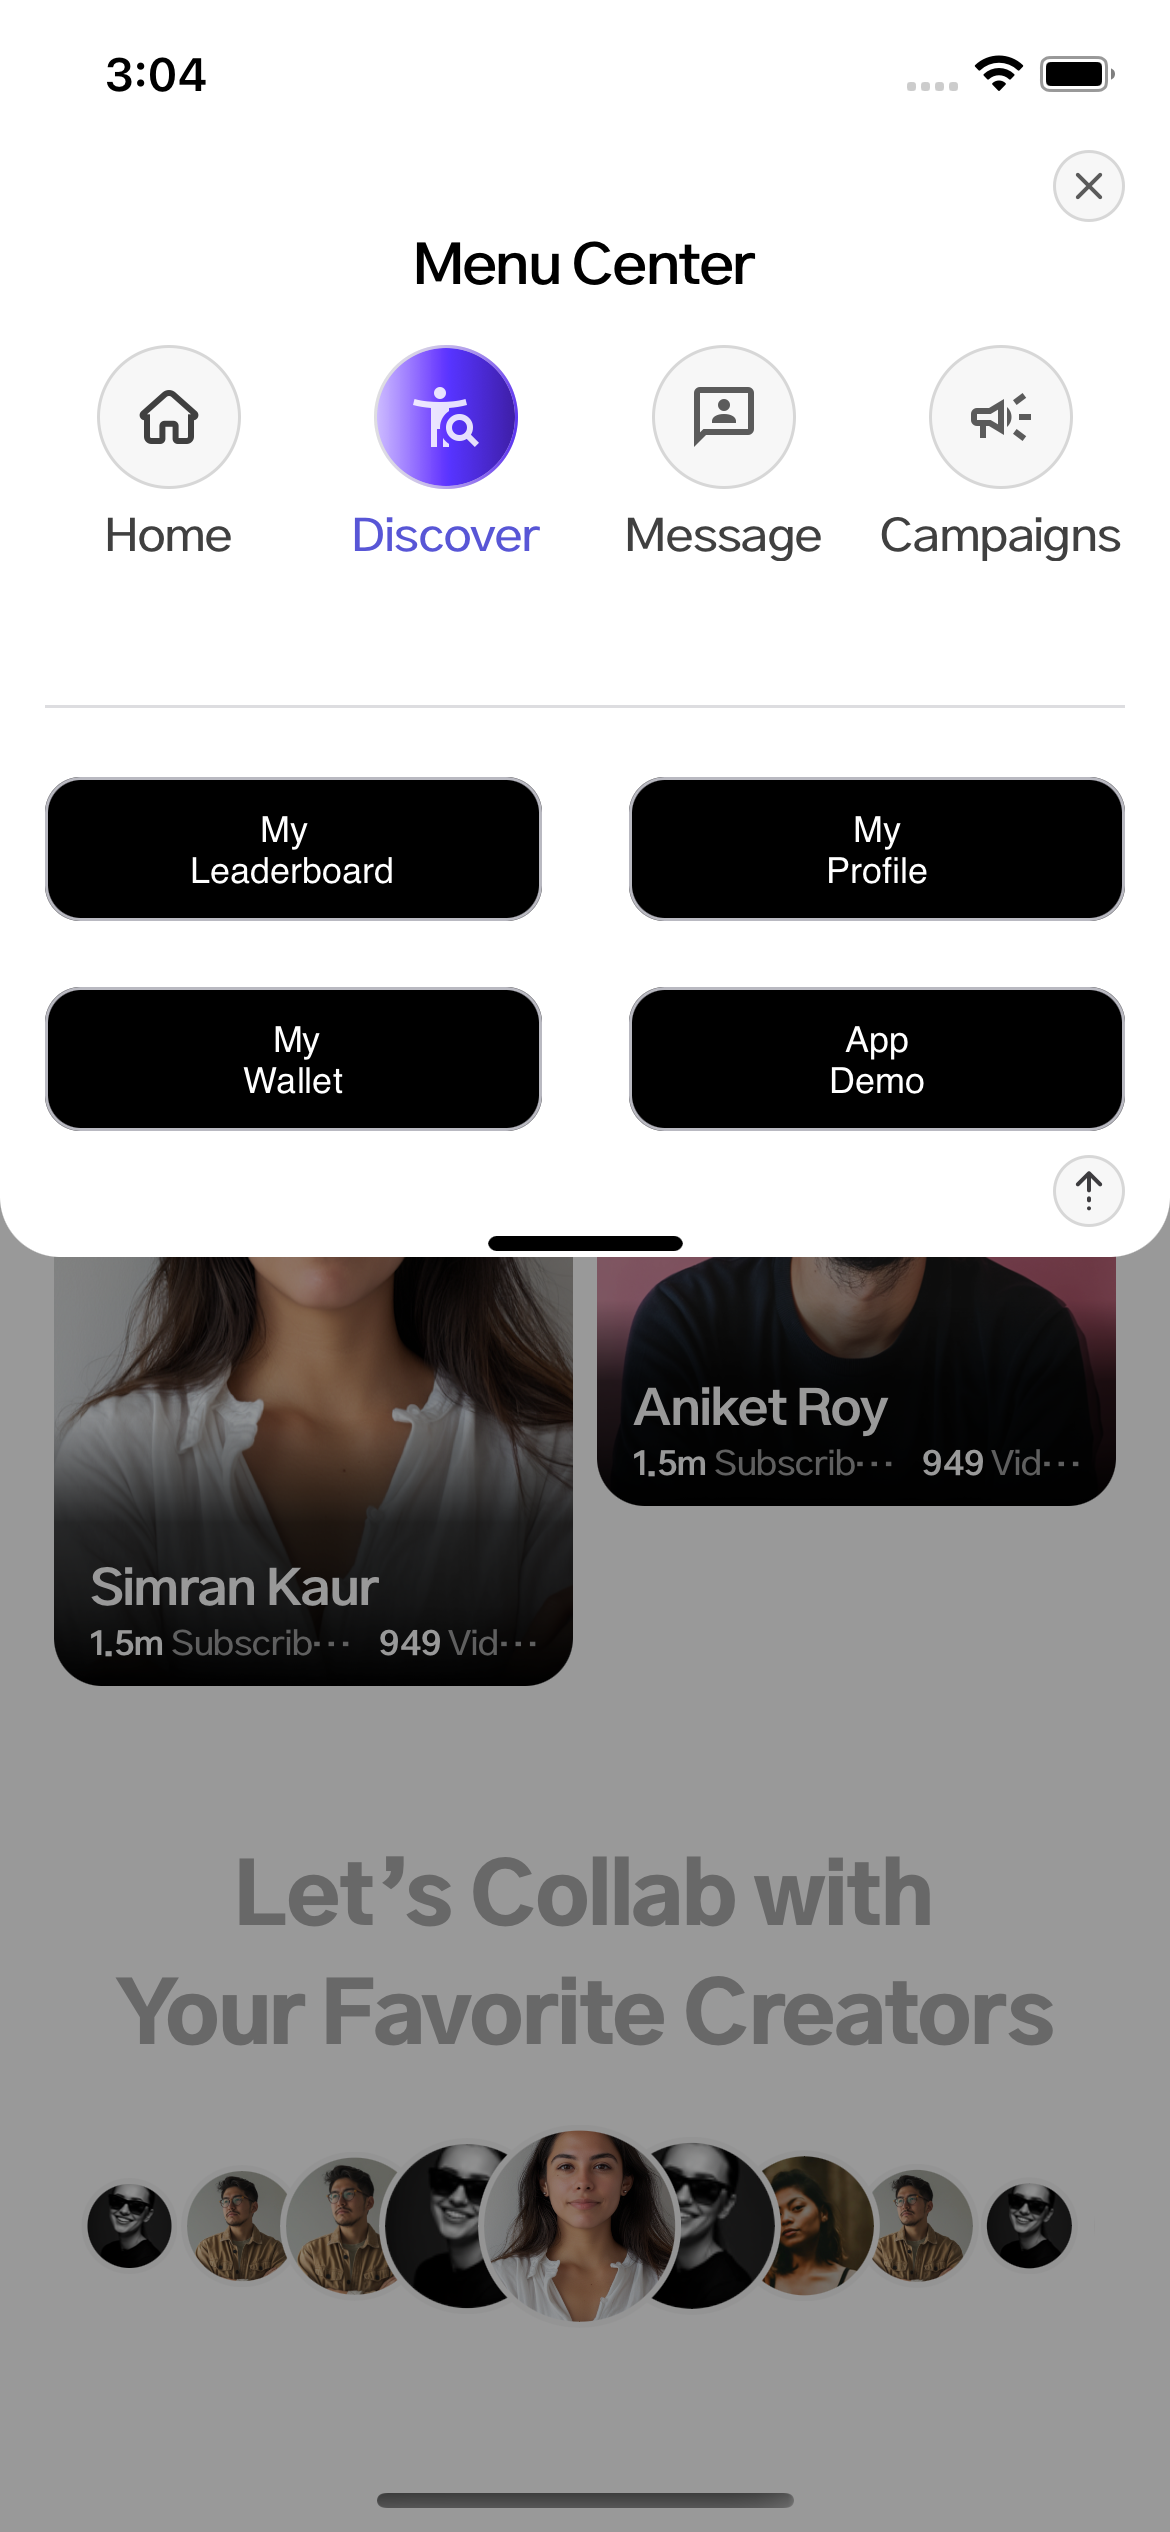 3:04
Menu Center
Home
Discover
Message
Campaigns
My
Leaderboard
My
Profile
My
Wallet
App
Demo
Aniket Roy
1.5m Subscrib··· 949 Vid···
Simran Kaur
1.5m Subscrib··· 949 Vid···
Let’s Collab with
Your Favorite Creators